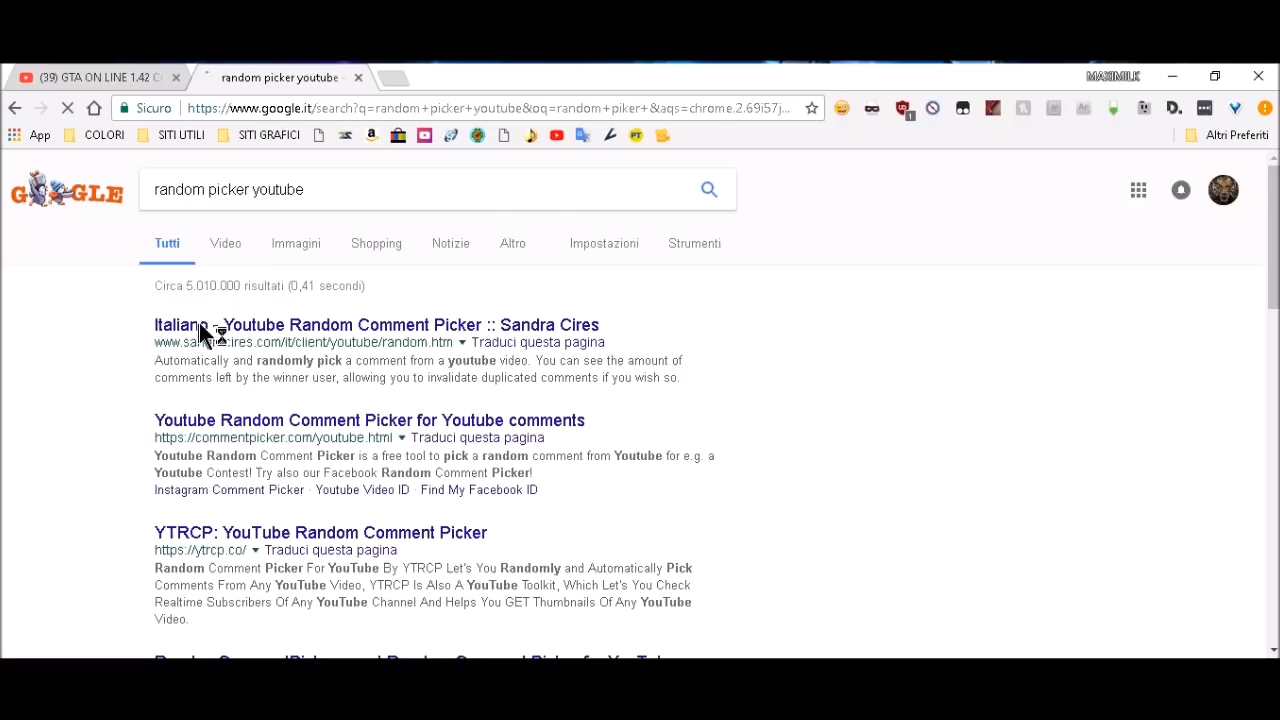 (39) GTA ON LINE 1.42 C
random picker youtube -
MAXIMILK
Sicuro
https://www.google.it/search?q=random+picker+youtube&oq=random+piker+&aqs=chrome.2.69i57j...
App
COLORI
SITI UTILI
SITI GRAFICI
Altri Preferiti
GOOGLE
random picker youtube
Tutti
Video
Immagini
Shopping
Notizie
Altro
Impostazioni
Strumenti
Circa 5.010.000 risultati (0,41 secondi)
Italiano - Youtube Random Comment Picker :: Sandra Cires
www.sandracires.com/it/client/youtube/random.htm Traduci questa pagina
Automatically and randomly pick a comment from a youtube video. You can see the amount of
comments left by the winner user, allowing you to invalidate duplicated comments if you wish so.
Youtube Random Comment Picker for Youtube comments
https://commentpicker.com/youtube.html Traduci questa pagina
Youtube Random Comment Picker is a free tool to pick a random comment from Youtube for e.g. a
Youtube Contest! Try also our Facebook Random Comment Picker!
Instagram Comment Picker · Youtube Video ID · Find My Facebook ID
YTRCP: YouTube Random Comment Picker
https://ytrcp.co/ Traduci questa pagina
Random Comment Picker For YouTube By YTRCP Let's You Randomly and Automatically Pick
Comments From Any YouTube Video, YTRCP Is Also A YouTube Toolkit, Which Let's You Check
Realtime Subscribers Of Any YouTube Channel And Helps You GET Thumbnails Of Any YouTube
Video.